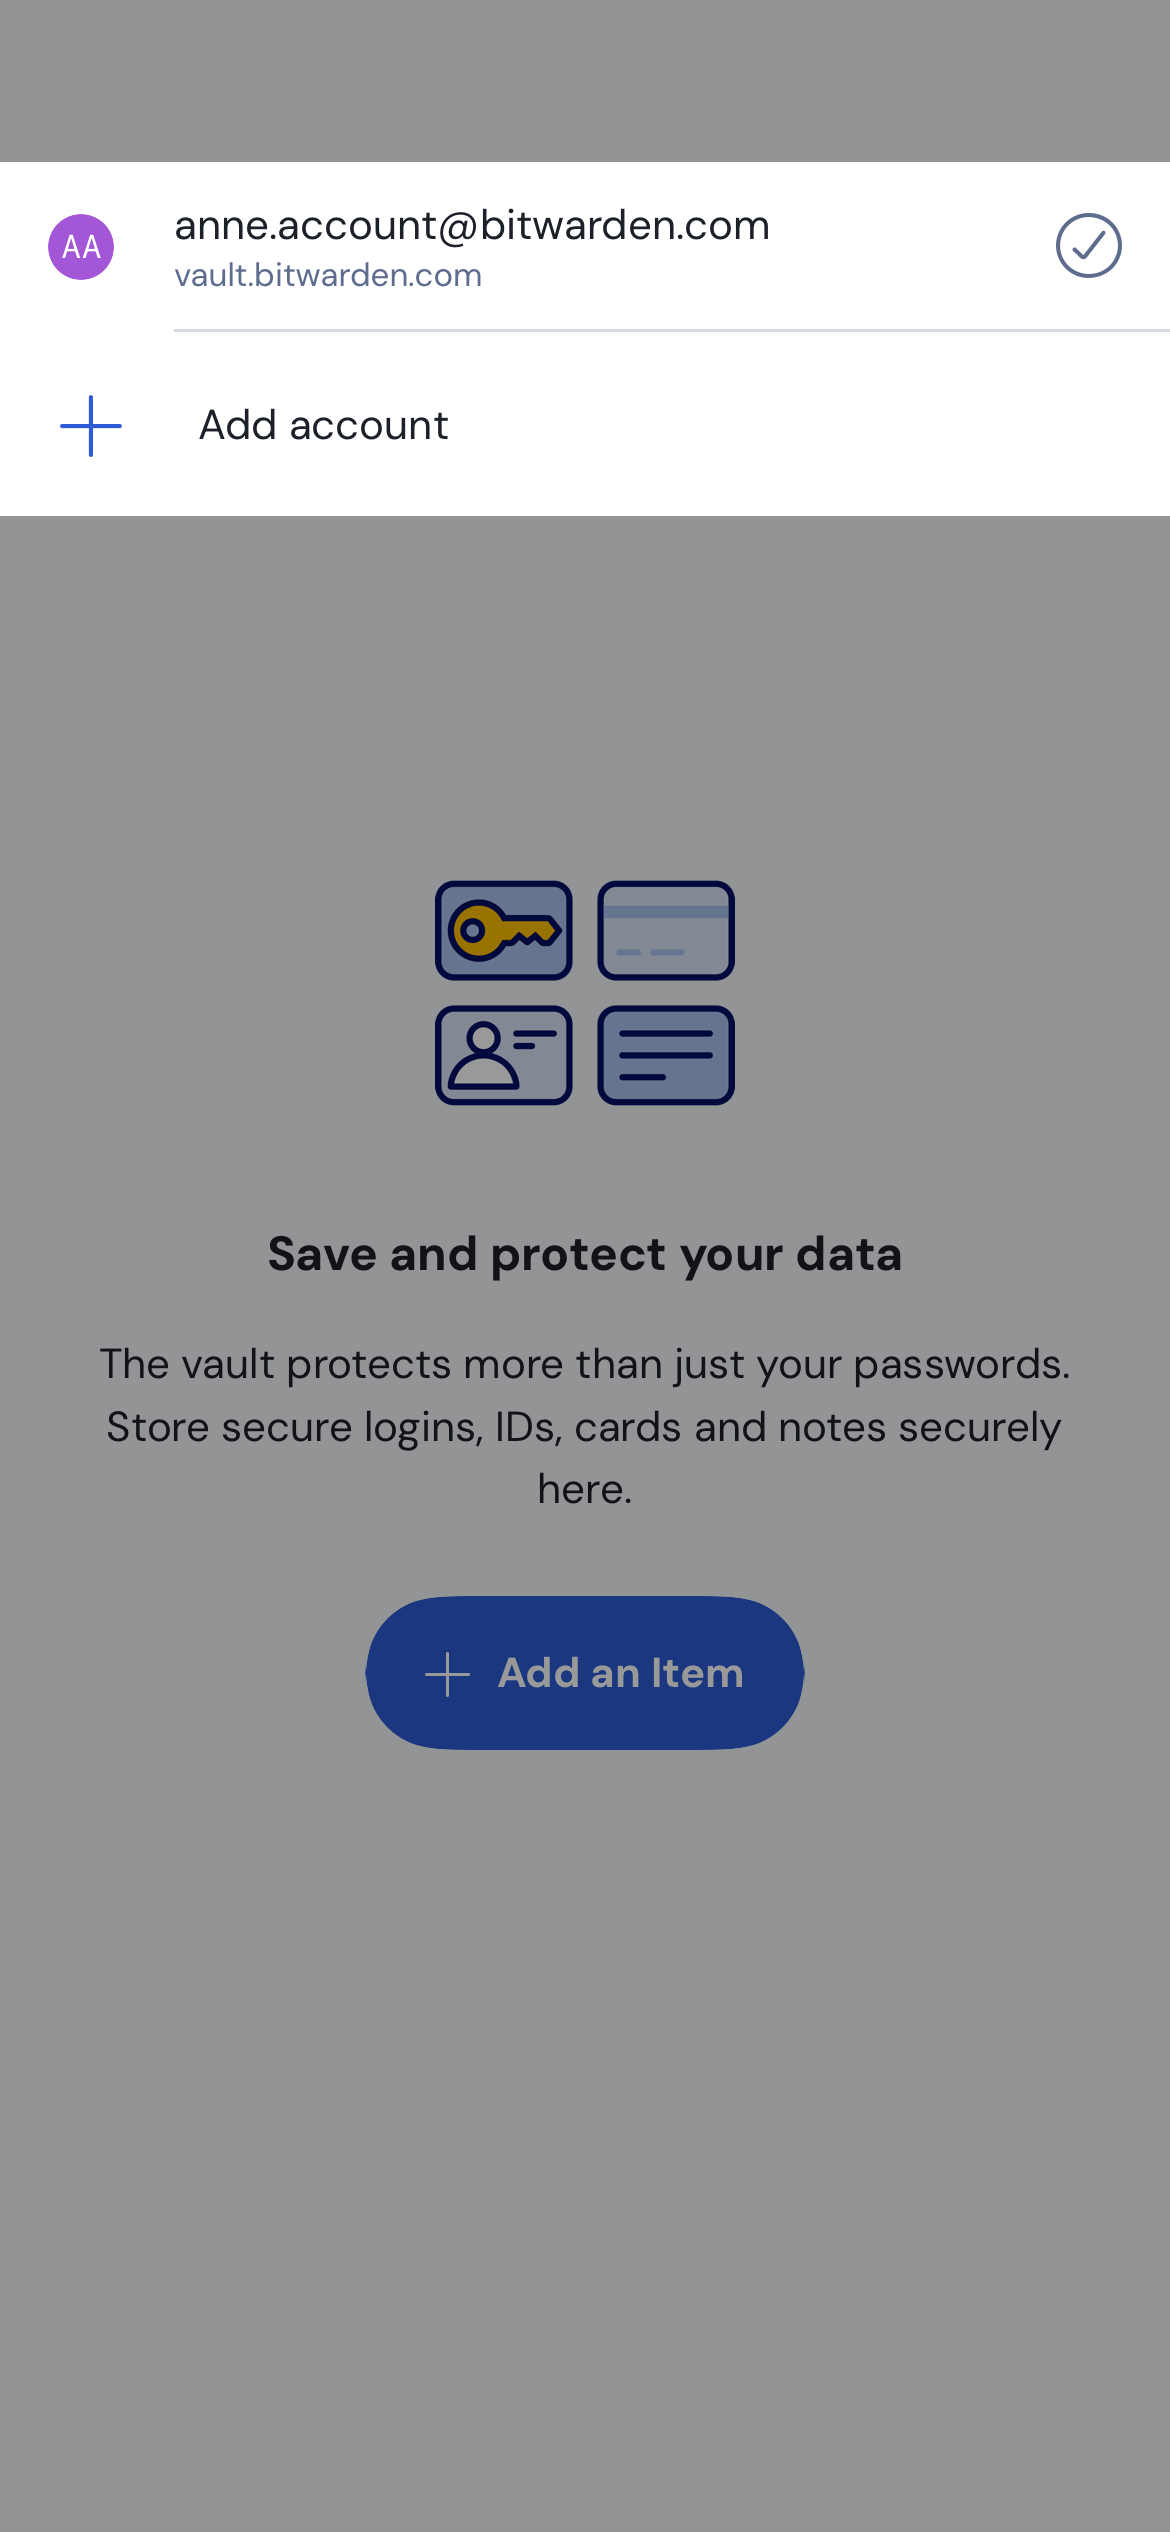 AA
anne.account@bitwarden.com
vault.bitwarden.com
Add account
Save and protect your data
The vault protects more than just your passwords.
Store secure logins, IDs, cards and notes securely
here.
Add an Item